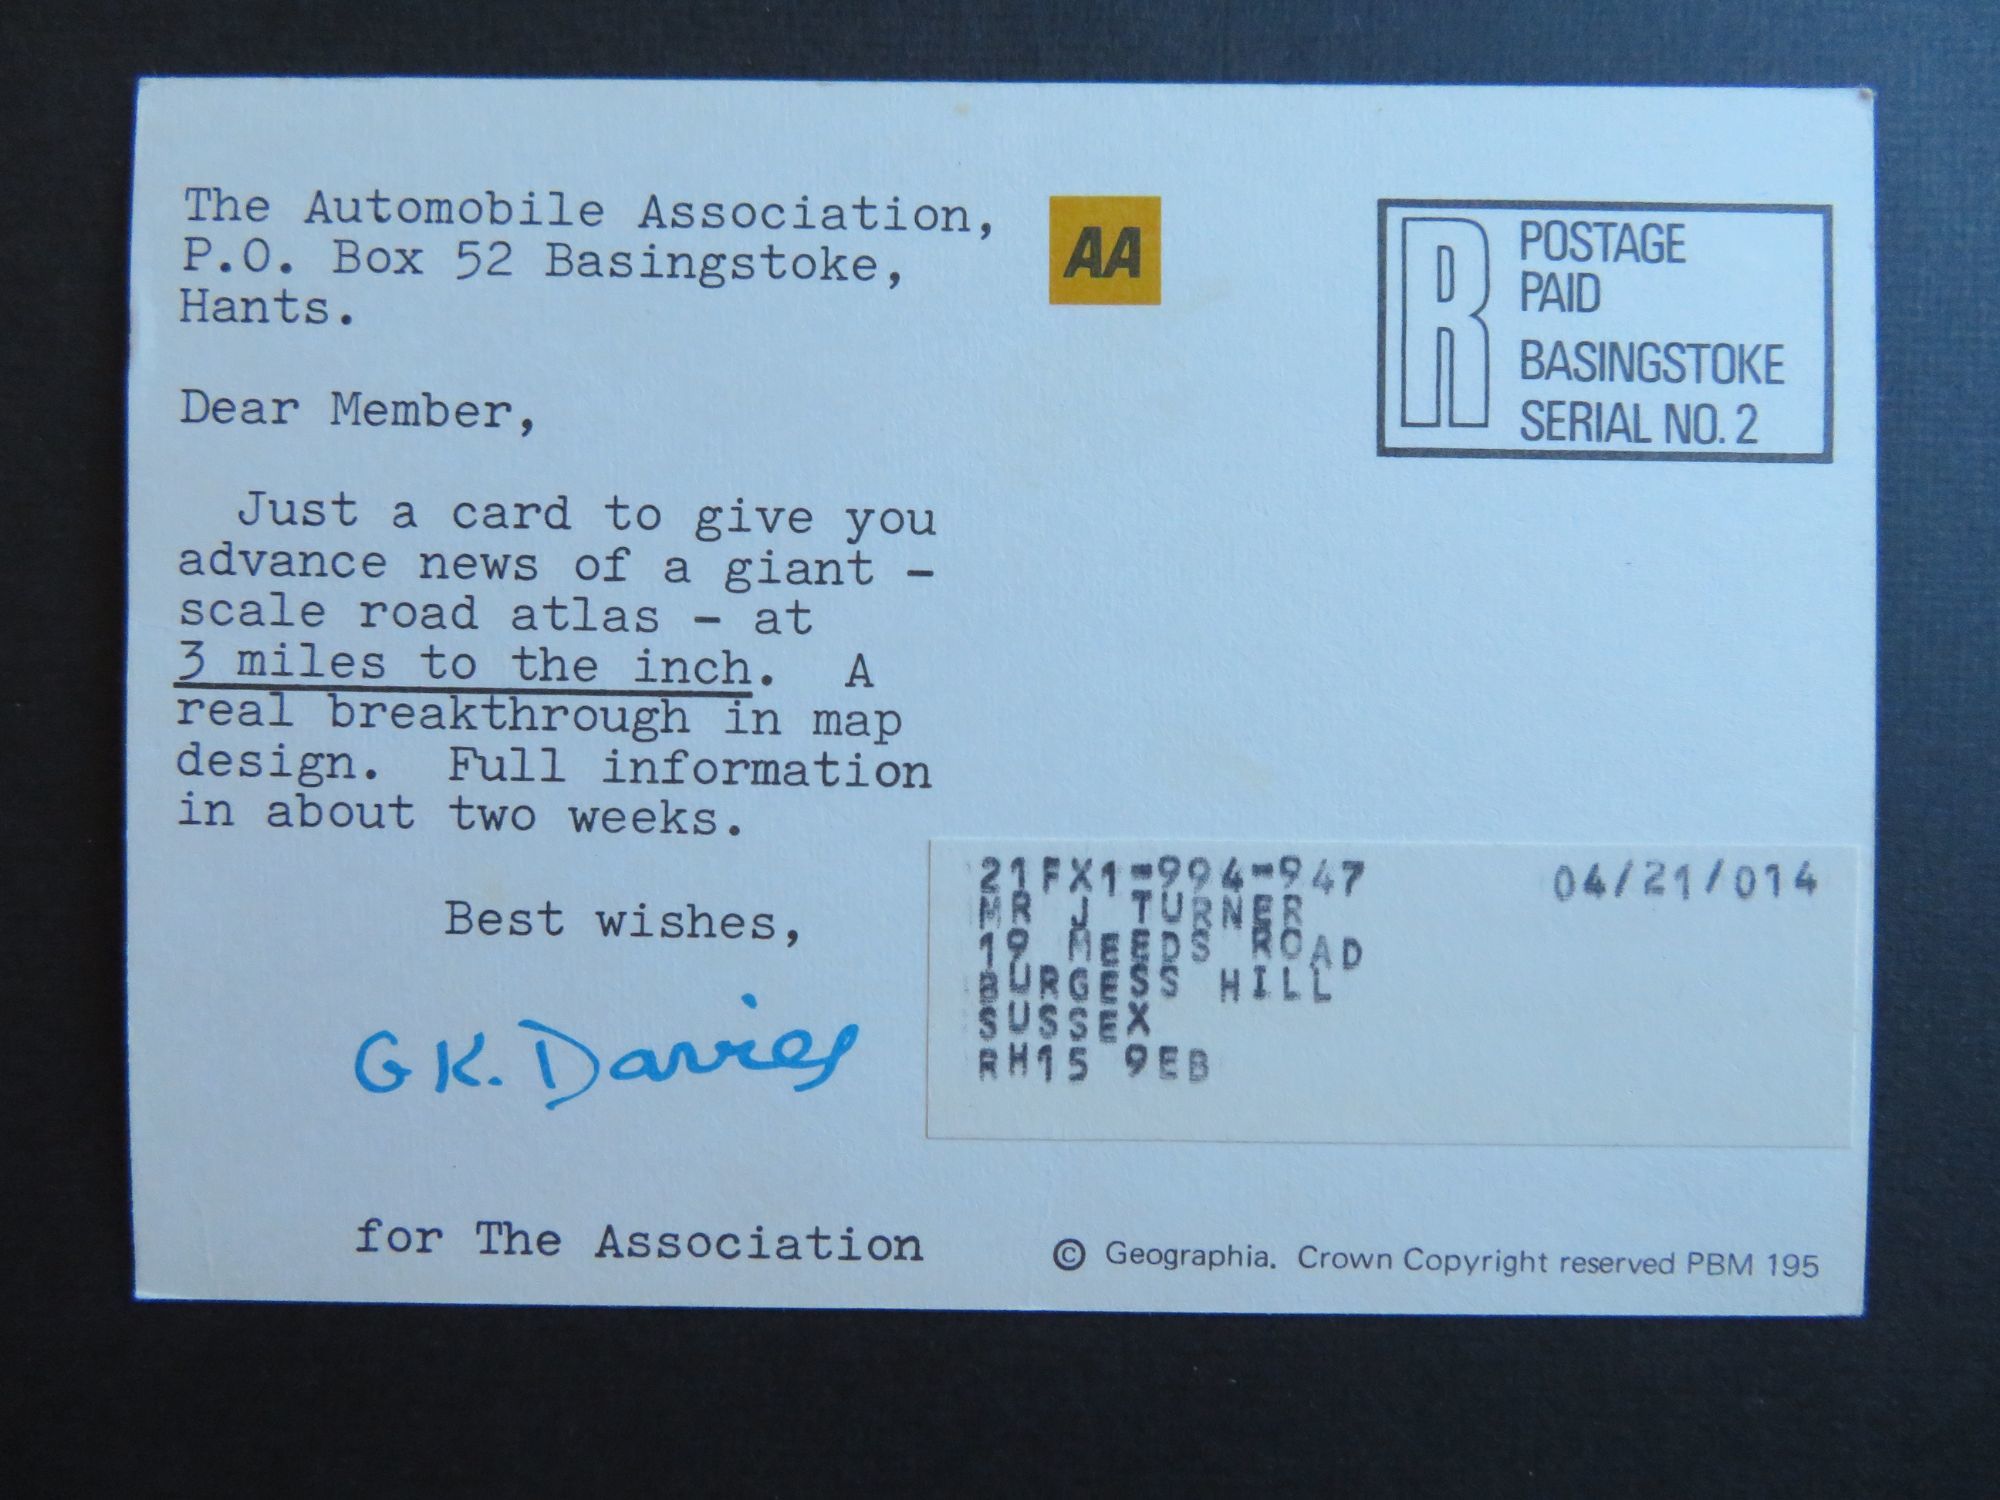 The Automobile Association,
P.O. Box 52 Basingstoke,
Hants.
AA
R
POSTAGE
PAID
BASINGSTOKE
SERIAL NO. 2
Dear Member,
Just a card to give you
advance news of a giant -
scale road atlas - at
3 miles to the inch. A
real breakthrough in map
design. Full information
in about two weeks.
Best wishes,
G K. Davies
for The Association
21FX1-994-947 04/21/014
MR J TURNER
19 MEEDS ROAD
BURGESS HILL
SUSSEX
RH15 9EB
© Geographia. Crown Copyright reserved PBM 195